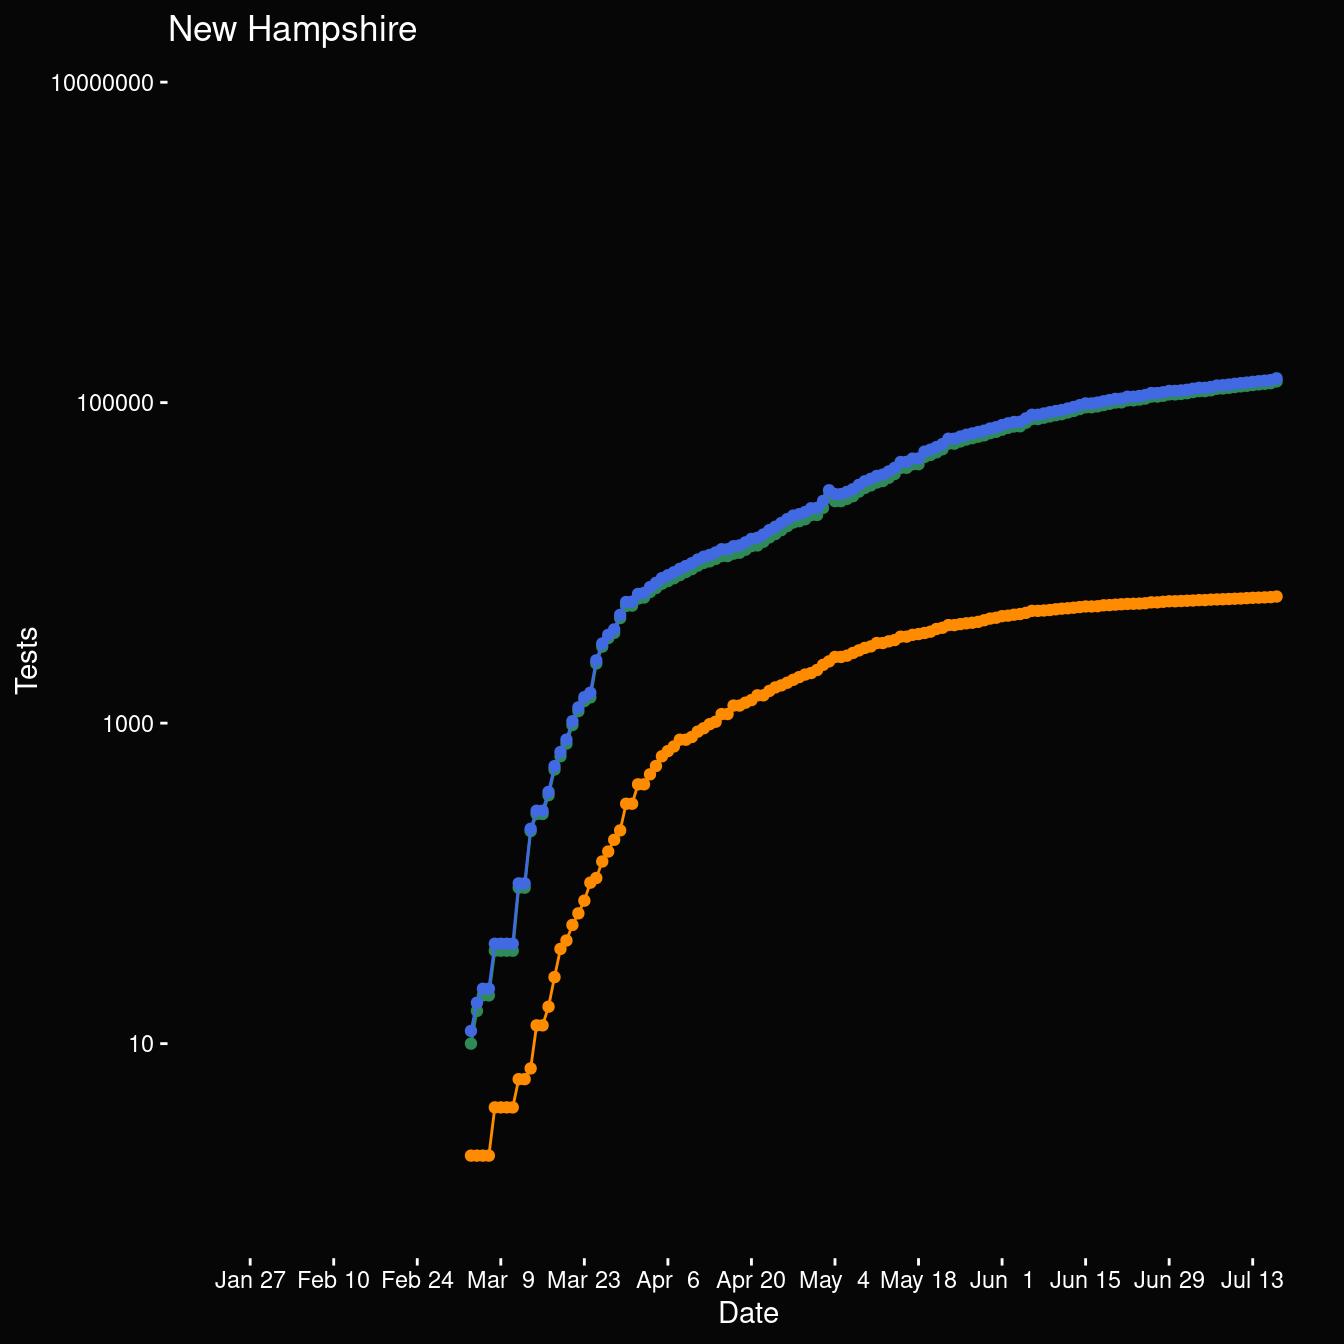 New Hampshire
10000000
100000
1000
10
Tests
Jan 27 Feb 10 Feb 24 Mar 9 Mar 23 Apr 6 Apr 20 May 4 May 18 Jun 1 Jun 15 Jun 29 Jul 13
Date